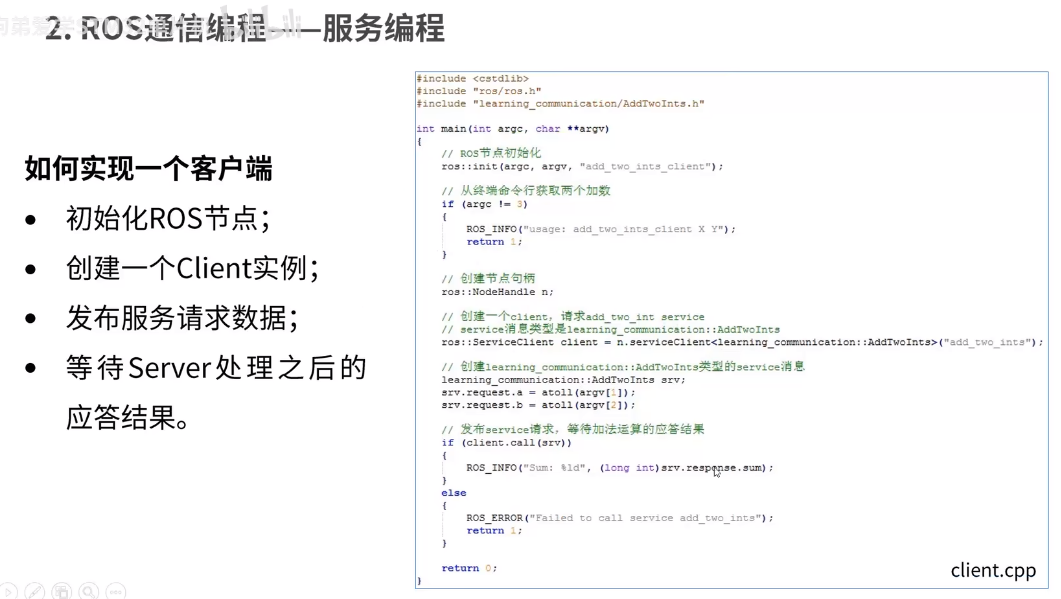 2. ROS通信编程——服务编程
如何实现一个客户端
• 初始化ROS节点；
• 创建一个Client实例；
• 发布服务请求数据；
• 等待Server处理之后的
应答结果。
#include <cstdlib>
#include "ros/ros.h"
#include "learning_communication/AddTwoInts.h"
int main(int argc, char **argv)
{
// ROS节点初始化
ros::init(argc, argv, "add_two_ints_client");
// 从终端命令行获取两个加数
if (argc != 3)
{
ROS_INFO("usage: add_two_ints_client X Y");
return 1;
}
// 创建节点句柄
ros::NodeHandle n;
// 创建一个client，请求add_two_int service
// service消息类型是learning_communication::AddTwoInts
ros::ServiceClient client = n.serviceClient<learning_communication::AddTwoInts>("add_two_ints");
// 创建learning_communication::AddTwoInts类型的service消息
learning_communication::AddTwoInts srv;
srv.request.a = atoll(argv[1]);
srv.request.b = atoll(argv[2]);
// 发布service请求，等待加法运算的应答结果
if (client.call(srv))
{
ROS_INFO("Sum: %ld", (long int)srv.response.sum);
}
else
{
ROS_ERROR("Failed to call service add_two_ints");
return 1;
}
return 0;
}
client.cpp